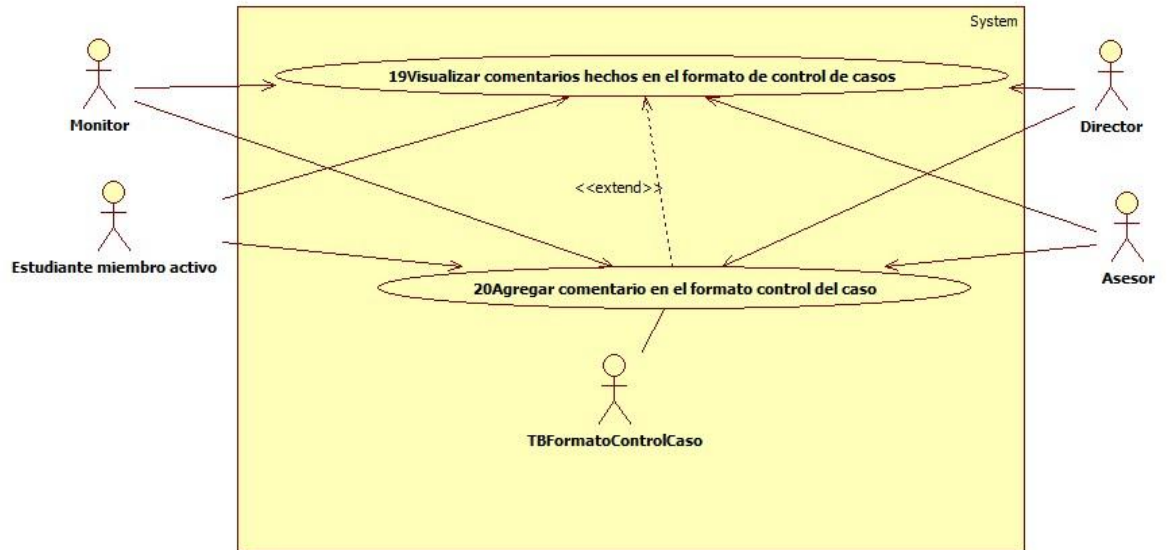 System
19Visualizar comentarios hechos en el formato de control de casos
Monitor
Director
<<extend>>
Estudiante miembro activo
Asesor
20Agregar comentario en el formato control del caso
TBFormatoControlCaso